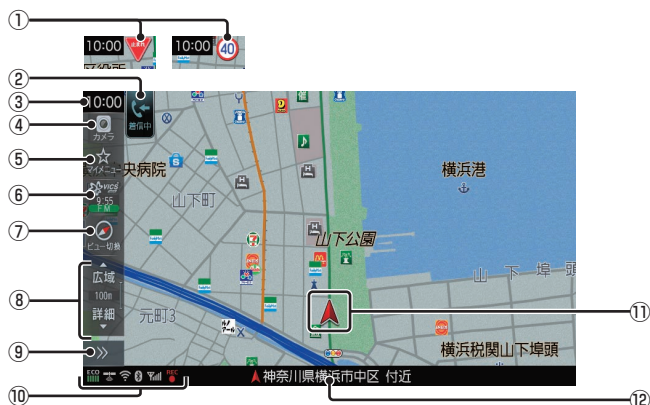 ①
10:00 止まれ 10:00 40
②
③ 10:00
着信中
④ カメラ
⑤ マイメニュー
央病院
横浜港
⑥ VICS
9:55
FM
山下町
⑦ ビュー切換
山下公園
⑧ 広域
100m
詳細
山下埠頭
元町3
⑪
⑨
横浜税関山下埠頭
⑩ ECO REC
神奈川県横浜市中区 付近
⑫